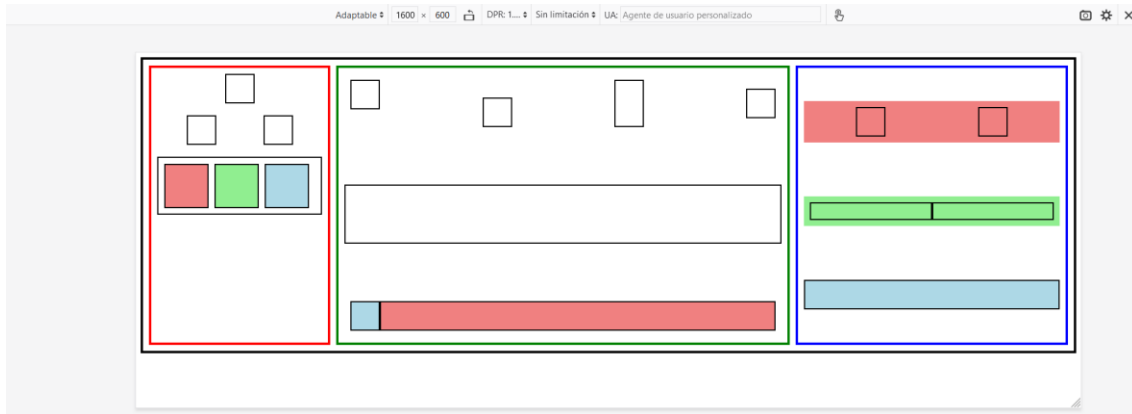 Adaptable 1600 × 600 DPR: 1... Sin limitación UA: Agente de usuario personalizado